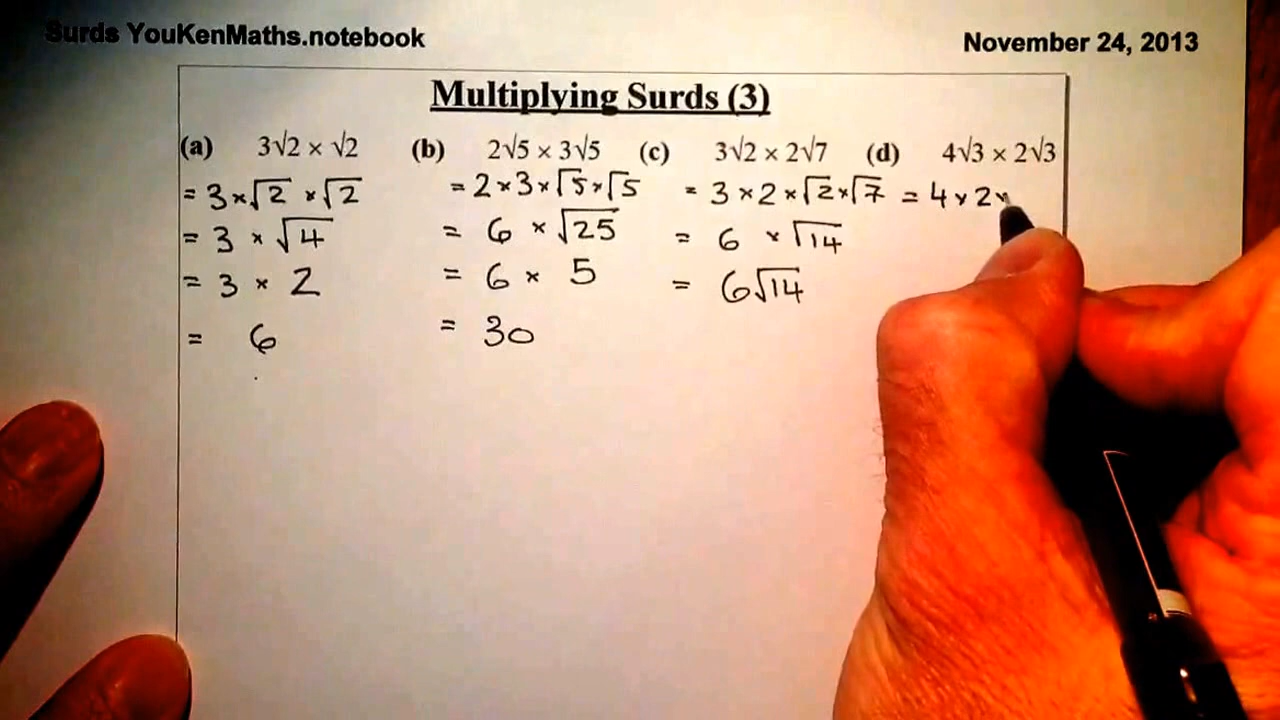 Surds YouKenMaths.notebook
November 24, 2013
Multiplying Surds (3)
(a) 3√2 × √2 (b) 2√5 × 3√5 (c) 3√2 × 2√7 (d) 4√3 × 2√3
= 3 × √2 × √2 = 2 × 3 × √5 × √5 = 3 × 2 × √2 × √7 = 4 × 2 ×
= 3 × √4 = 6 × √25 = 6 × √14
= 3 × 2 = 6 × 5 = 6√14
= 6 = 30